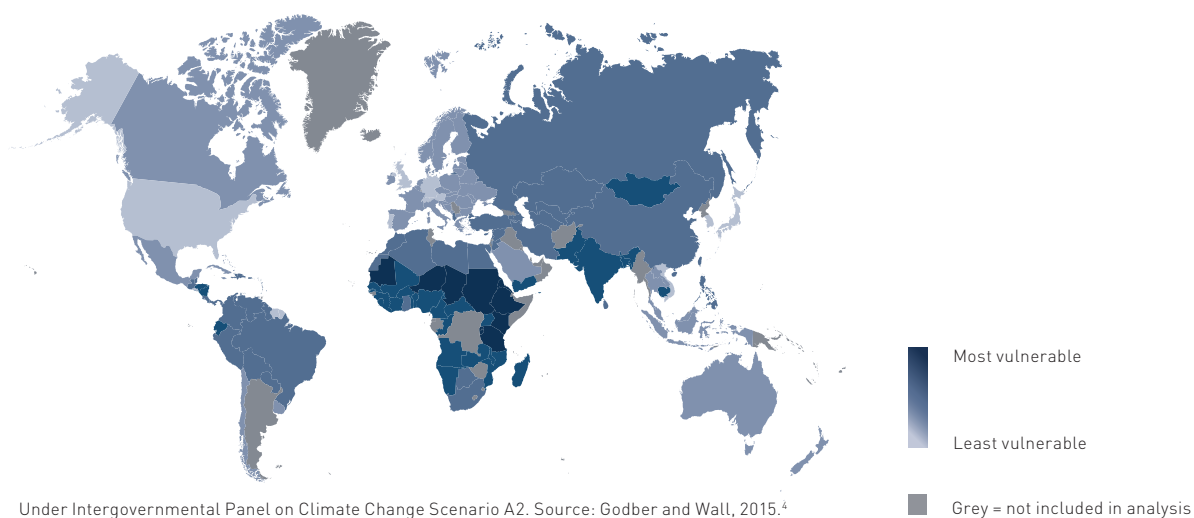 Most vulnerable
Least vulnerable
Under Intergovernmental Panel on Climate Change Scenario A2. Source: Godber and Wall, 2015.⁴
Grey = not included in analysis